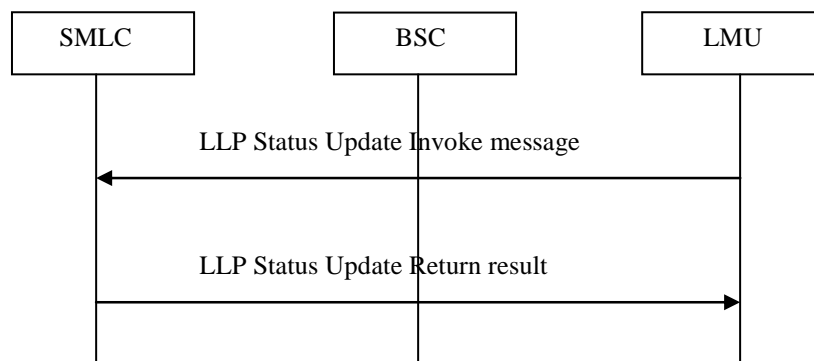 SMLC
BSC
LMU
LLP Status Update Invoke message
LLP Status Update Return result